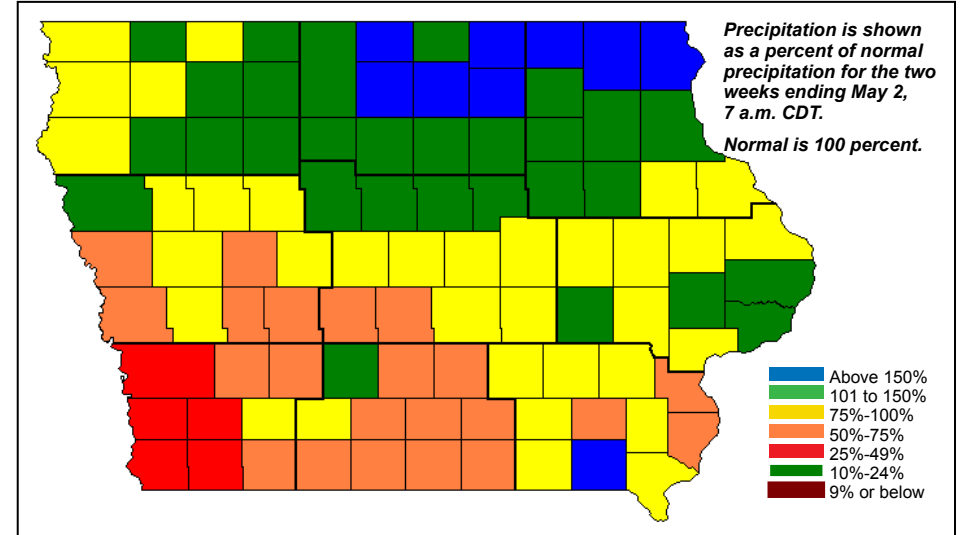 Precipitation is shown
as a percent of normal
precipitation for the two
weeks ending May 2,
7 a.m. CDT.
Normal is 100 percent.
Above 150%
101 to 150%
75%-100%
50%-75%
25%-49%
10%-24%
9% or below